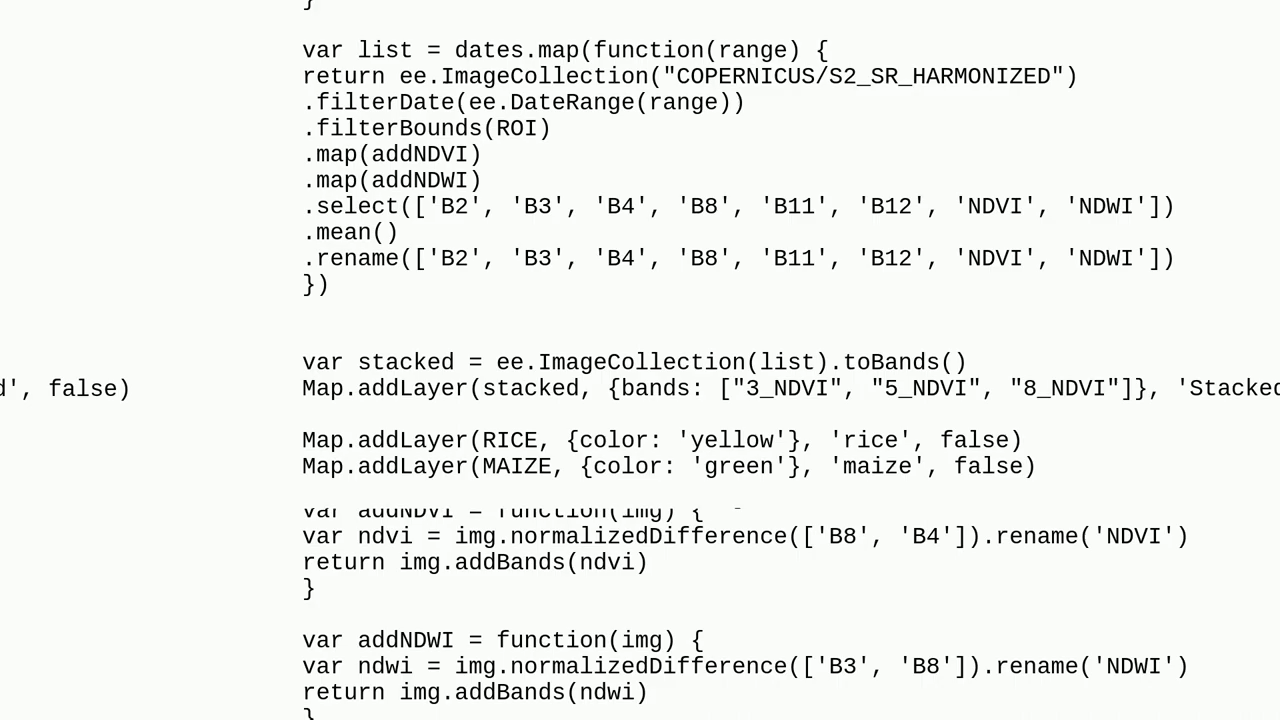 }
var list = dates.map(function(range) {
return ee.ImageCollection("COPERNICUS/S2_SR_HARMONIZED")
.filterDate(ee.DateRange(range))
.filterBounds(ROI)
.map(addNDVI)
.map(addNDWI)
.select(['B2', 'B3', 'B4', 'B8', 'B11', 'B12', 'NDVI', 'NDWI'])
.mean()
.rename(['B2', 'B3', 'B4', 'B8', 'B11', 'B12', 'NDVI', 'NDWI'])
})
var stacked = ee.ImageCollection(list).toBands()
d', false)
Map.addLayer(stacked, {bands: ["3_NDVI", "5_NDVI", "8_NDVI"]}, 'Stacked
Map.addLayer(RICE, {color: 'yellow'}, 'rice', false)
Map.addLayer(MAIZE, {color: 'green'}, 'maize', false)
var addNDVI = function(img) {
var ndvi = img.normalizedDifference(['B8', 'B4']).rename('NDVI')
return img.addBands(ndvi)
}
var addNDWI = function(img) {
var ndwi = img.normalizedDifference(['B3', 'B8']).rename('NDWI')
return img.addBands(ndwi)
}